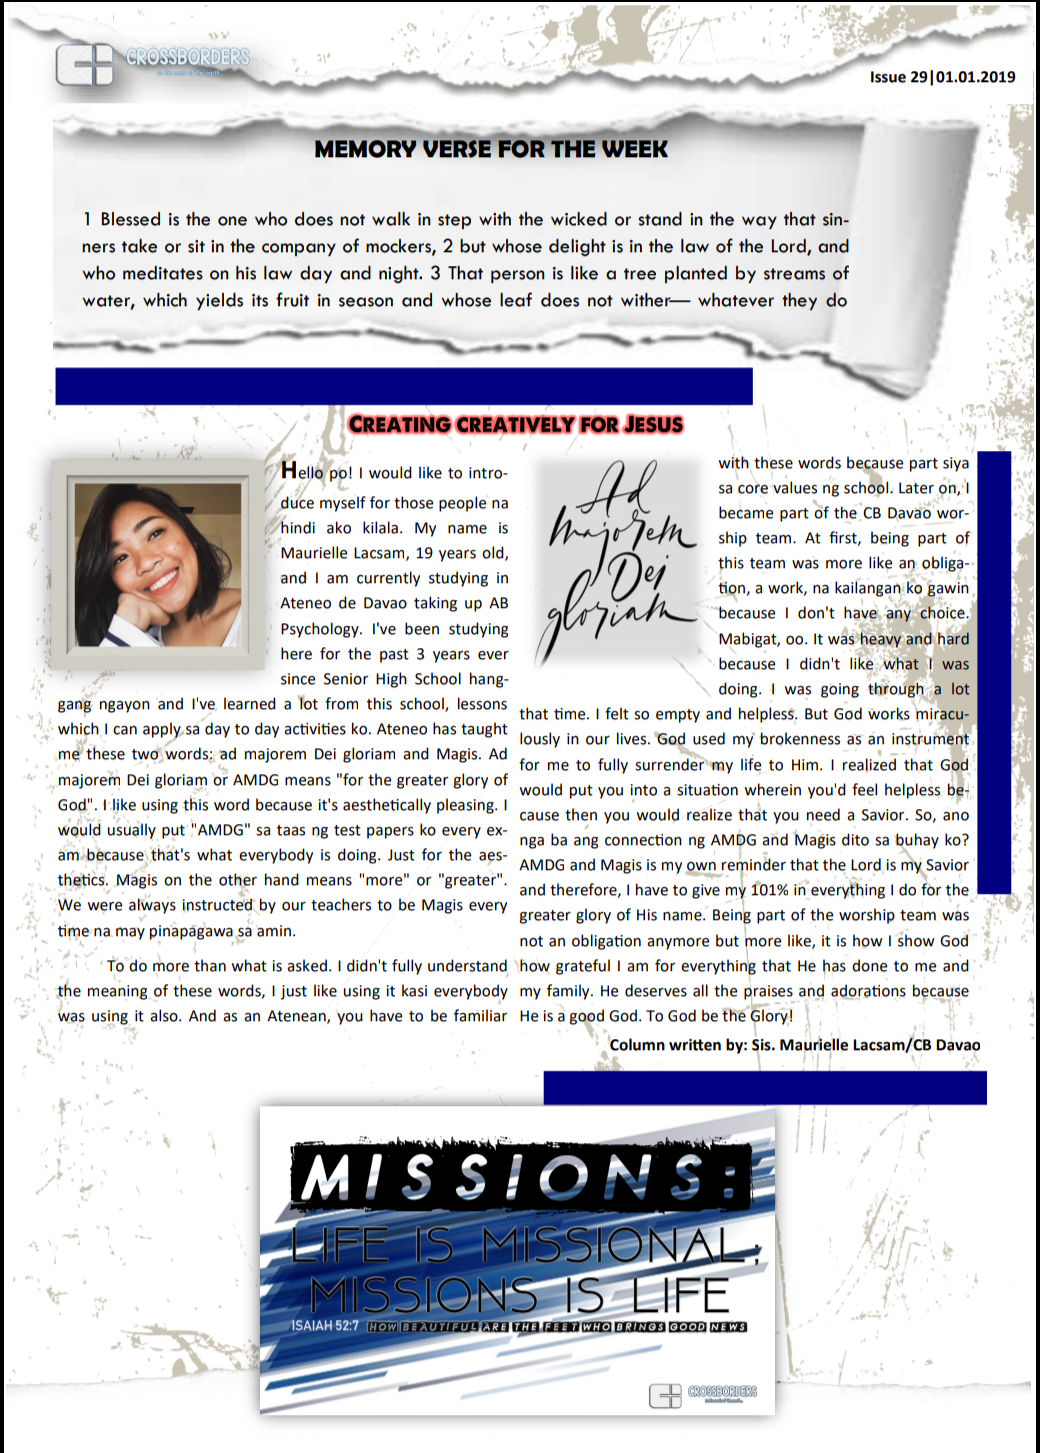 CROSSBORDERS
Issue 29|01.01.2019
MEMORY VERSE FOR THE WEEK
1 Blessed is the one who does not walk in step with the wicked or stand in the way that sin-
ners take or sit in the company of mockers, 2 but whose delight is in the law of the Lord, and
who meditates on his law day and night. 3 That person is like a tree planted by streams of
water, which yields its fruit in season and whose leaf does not wither— whatever they do
CREATING CREATIVELY FOR JESUS
Hello po! I would like to intro-
duce myself for those people na
hindi ako kilala. My name is
Maurielle Lacsam, 19 years old,
and I am currently studying in
Ateneo de Davao taking up AB
Psychology. I've been studying
here for the past 3 years ever
since Senior High School hang-
gang ngayon and I've learned a lot from this school, lessons
which I can apply sa day to day activities ko. Ateneo has taught
me these two words: ad majorem Dei gloriam and Magis. Ad
majorem Dei gloriam or AMDG means "for the greater glory of
God". I like using this word because it's aesthetically pleasing. I
would usually put "AMDG" sa taas ng test papers ko every ex-
am because that's what everybody is doing. Just for the aes-
thetics. Magis on the other hand means "more" or "greater".
We were always instructed by our teachers to be Magis every
time na may pinapagawa sa amin.
To do more than what is asked. I didn't fully understand
the meaning of these words, I just like using it kasi everybody
was using it also. And as an Atenean, you have to be familiar
Ad
majorem
Dei
gloriam
with these words because part siya
sa core values ng school. Later on, I
became part of the CB Davao wor-
ship team. At first, being part of
this team was more like an obliga-
tion, a work, na kailangan ko gawin
because I don't have any choice.
Mabigat, oo. It was heavy and hard
because I didn't like what I was
doing. I was going through a lot
that time. I felt so empty and helpless. But God works miracu-
lously in our lives. God used my brokenness as an instrument
for me to fully surrender my life to Him. I realized that God
would put you into a situation wherein you'd feel helpless be-
cause then you would realize that you need a Savior. So, ano
nga ba ang connection ng AMDG and Magis dito sa buhay ko?
AMDG and Magis is my own reminder that the Lord is my Savior
and therefore, I have to give my 101% in everything I do for the
greater glory of His name. Being part of the worship team was
not an obligation anymore but more like, it is how I show God
how grateful I am for everything that He has done to me and
my family. He deserves all the praises and adorations because
He is a good God. To God be the Glory!
Column written by: Sis. Maurielle Lacsam/CB Davao
MISSIONS:
LIFE IS MISSIONAL,
MISSIONS IS LIFE
ISAIAH 52:7 HOW BEAUTIFUL ARE THE FEET WHO BRINGS GOOD NEWS
CROSSBORDERS